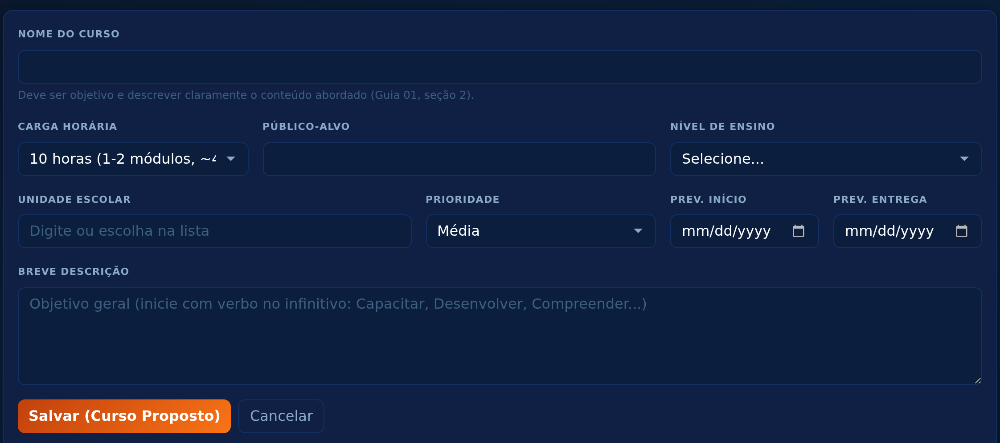 NOME DO CURSO
Deve ser objetivo e descrever claramente o conteúdo abordado (Guia 01, seção 2).
CARGA HORÁRIA PÚBLICO-ALVO NÍVEL DE ENSINO
10 horas (1-2 módulos, ~4 Selecione...
UNIDADE ESCOLAR PRIORIDADE PREV. INÍCIO PREV. ENTREGA
Digite ou escolha na lista Média mm/dd/yyyy mm/dd/yyyy
BREVE DESCRIÇÃO
Objetivo geral (inicie com verbo no infinitivo: Capacitar, Desenvolver, Compreender...)
Salvar (Curso Proposto) Cancelar